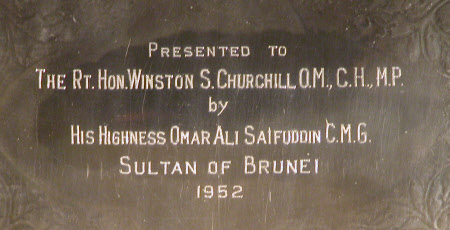 PRESENTED TO
THE RT. HON. WINSTON S. CHURCHILL, O.M., C.H., M.P.
by
HIS HIGHNESS OMAR ALI SAIFUDDIN C.M.G.
SULTAN OF BRUNEI
1952